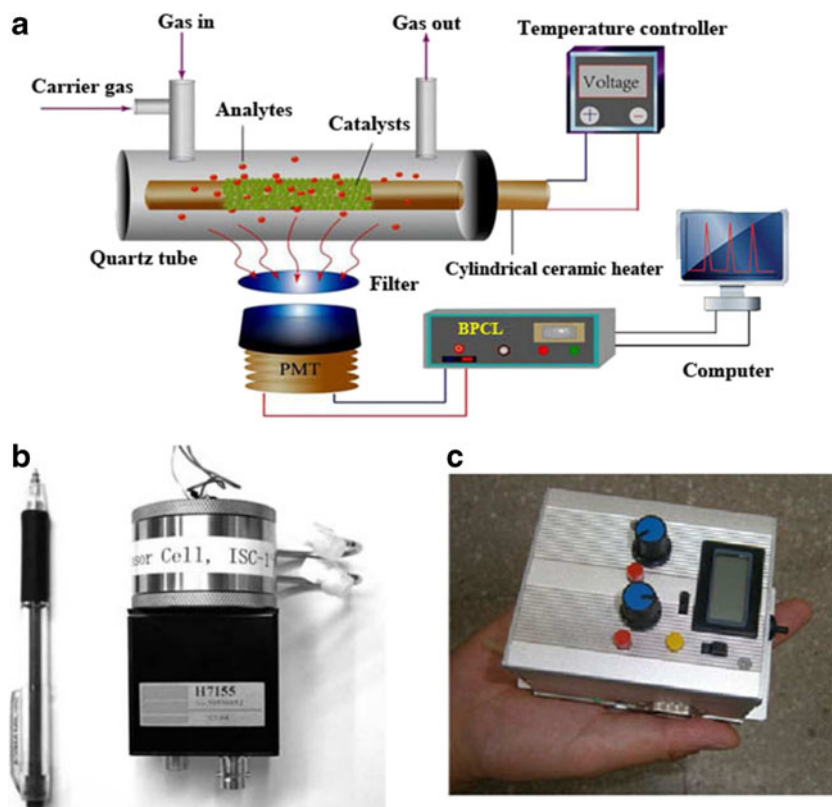 a
Gas in
Gas out
Temperature controller
Carrier gas
Analytes
Catalysts
Voltage
+
−
Quartz tube
Filter
Cylindrical ceramic heater
BPCL
PMT
Computer
b
c
sor Cell, ISC-1
H7155